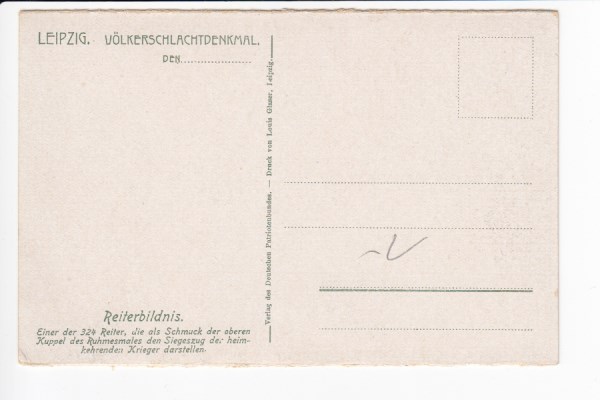 LEIPZIG. VÖLKERSCHLACHTDENKMAL.
DEN
Reiterbildnis.
Einer der 324 Reiter, die als Schmuck der oberen
Kuppel des Ruhmesmales den Siegeszug der heim-
kehrenden Krieger darstellen.
Verlag des Deutschen Patriotenbundes. — Druck von Louis Glaser, Leipzig.